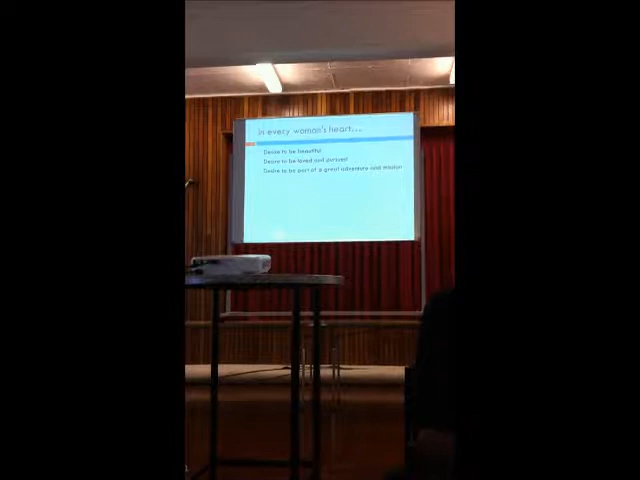 in every woman's heart...
Desire to be beautiful
Desire to be loved and pursued
Desire to be part of a great adventure and mission